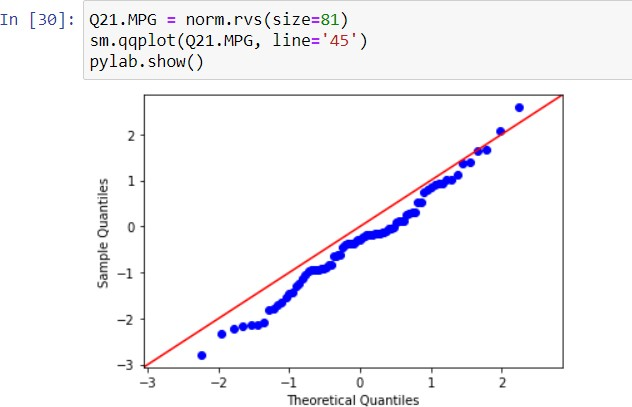 In [30]: Q21.MPG = norm.rvs(size=81)
sm.qqplot(Q21.MPG, line='45')
pylab.show()
2
1
0
−1
−2
−3
Sample Quantiles
−3 −2 −1 0 1 2
Theoretical Quantiles